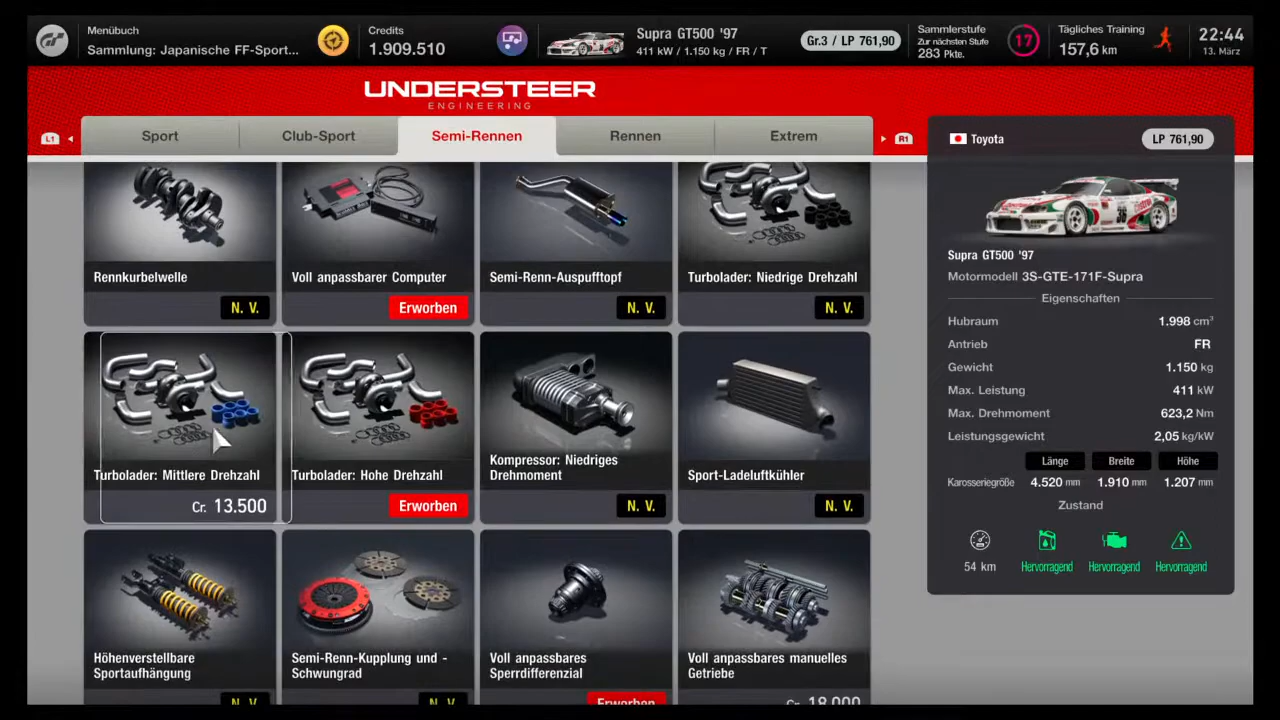 Menübuch
Sammlung: Japanische FF-Sport...
Credits
1.909.510
Supra GT500 '97
411 kW / 1.150 kg / FR / T
Gr.3 / LP 761,90
Sammlerstufe
Zur nächsten Stufe
283 Pkte.
17
Tägliches Training
157,6 km
22:44
13. März
UNDERSTEER
ENGINEERING
L1
Sport
Club-Sport
Semi-Rennen
Rennen
Extrem
R1
Rennkurbelwelle
N. V.
Voll anpassbarer Computer
Erworben
Semi-Renn-Auspufftopf
N. V.
Turbolader: Niedrige Drehzahl
N. V.
Turbolader: Mittlere Drehzahl
Cr. 13.500
Turbolader: Hohe Drehzahl
Erworben
Kompressor: Niedriges
Drehmoment
N. V.
Sport-Ladeluftkühler
N. V.
Höhenverstellbare
Sportaufhängung
N. V.
Semi-Renn-Kupplung und -
Schwungrad
N. V.
Voll anpassbares
Sperrdifferenzial
Erworben
Voll anpassbares manuelles
Getriebe
Cr. 18.000
Toyota
LP 761,90
Supra GT500 '97
Motormodell 3S-GTE-171F-Supra
Eigenschaften
Hubraum 1.998 cm³
Antrieb FR
Gewicht 1.150 kg
Max. Leistung 411 kW
Max. Drehmoment 623,2 Nm
Leistungsgewicht 2,05 kg/kW
Länge Breite Höhe
Karosseriegröße 4.520 mm 1.910 mm 1.207 mm
Zustand
54 km Hervorragend Hervorragend Hervorragend